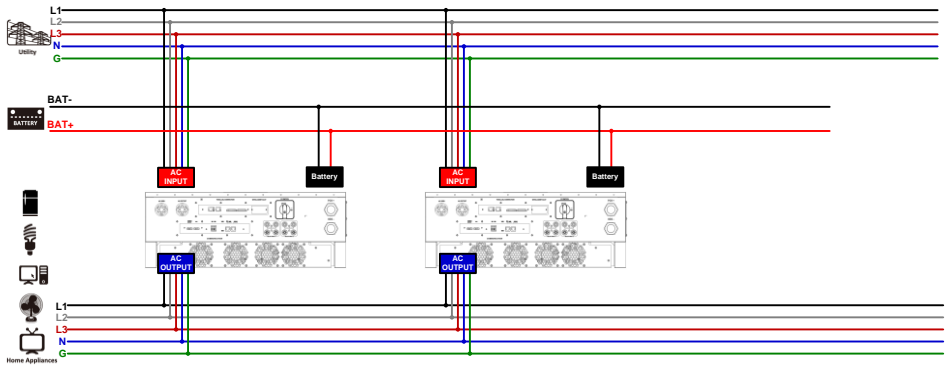 L1
L2
L3
N
G
Utility
BAT-
BATTERY
BAT+
AC
INPUT
Battery
AC
INPUT
Battery
AC
OUTPUT
AC
OUTPUT
L1
L2
L3
N
G
Home Appliances